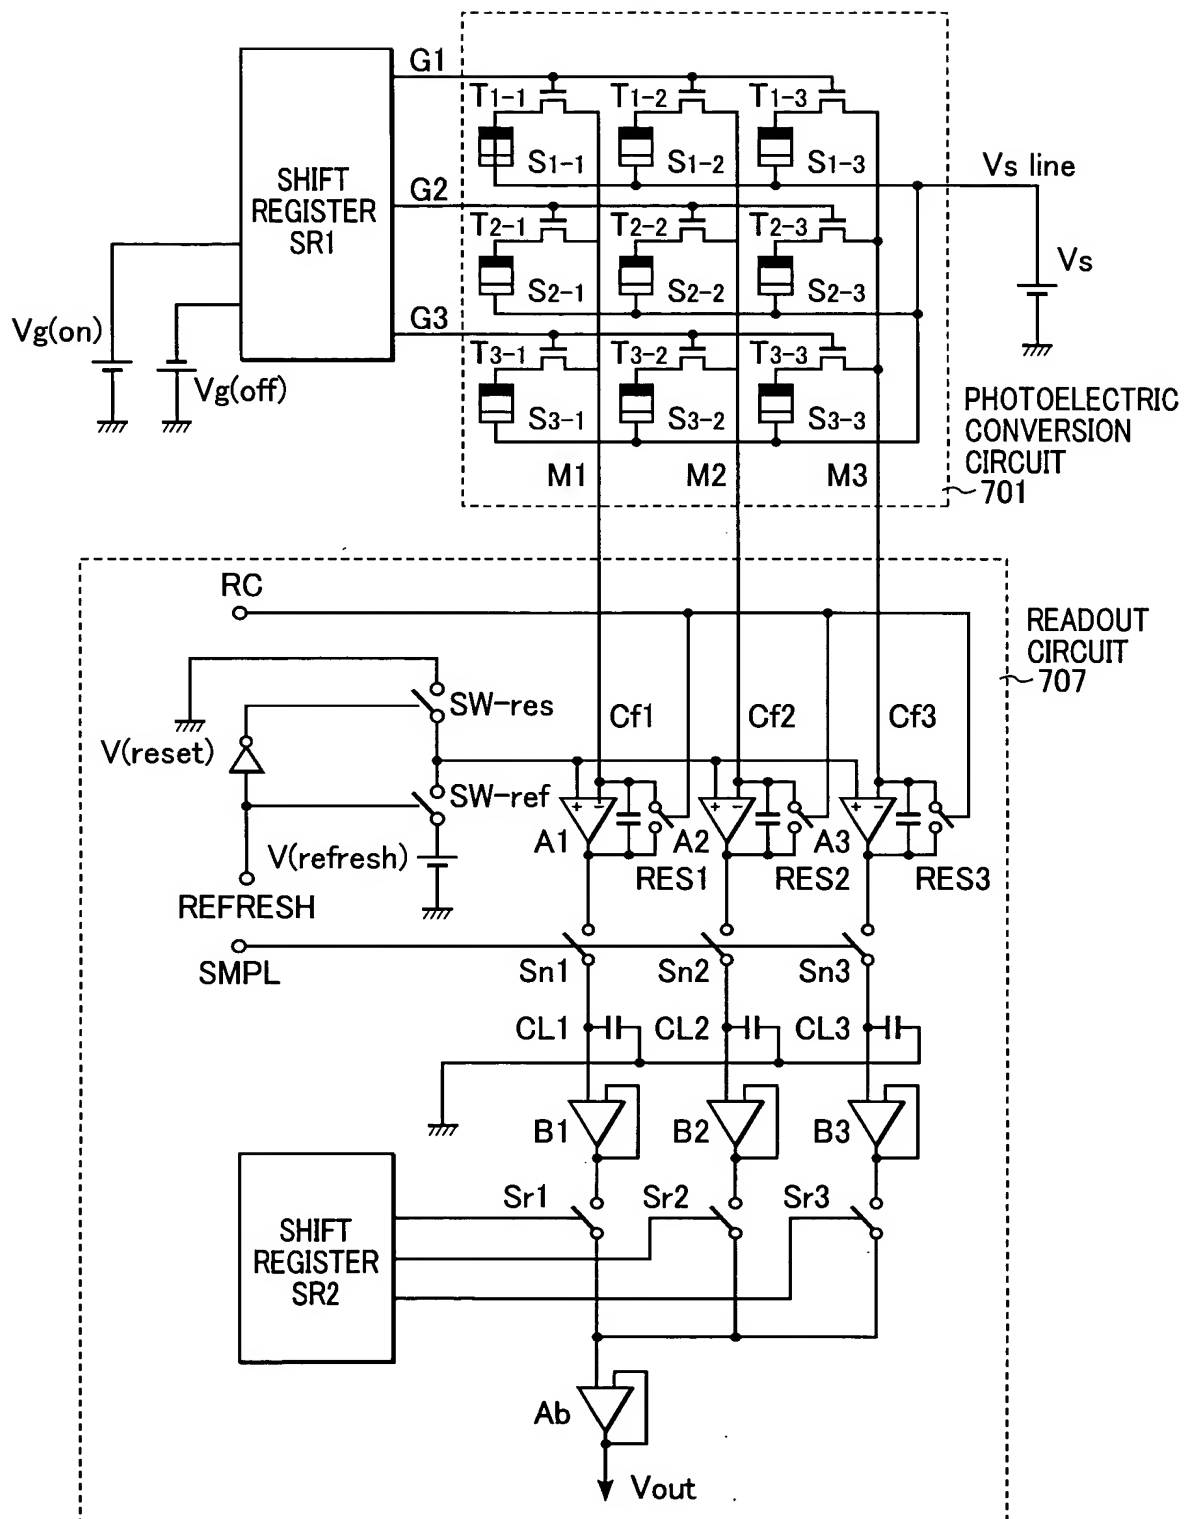 G1
T1-1 T1-2 T1-3
S1-1 S1-2 S1-3
Vs line
SHIFT
REGISTER
SR1
G2
T2-1 T2-2 T2-3
S2-1 S2-2 S2-3
Vs
Vg(on)
Vg(off)
G3
T3-1 T3-2 T3-3
S3-1 S3-2 S3-3
M1 M2 M3
PHOTOELECTRIC
CONVERSION
CIRCUIT
701
RC
READOUT
CIRCUIT
707
SW-res
Cf1 Cf2 Cf3
V(reset)
SW-ref
+ − + − + −
A1 A2 A3
V(refresh)
RES1 RES2 RES3
REFRESH
SMPL
Sn1 Sn2 Sn3
CL1 CL2 CL3
B1 B2 B3
Sr1 Sr2 Sr3
SHIFT
REGISTER
SR2
Ab
Vout